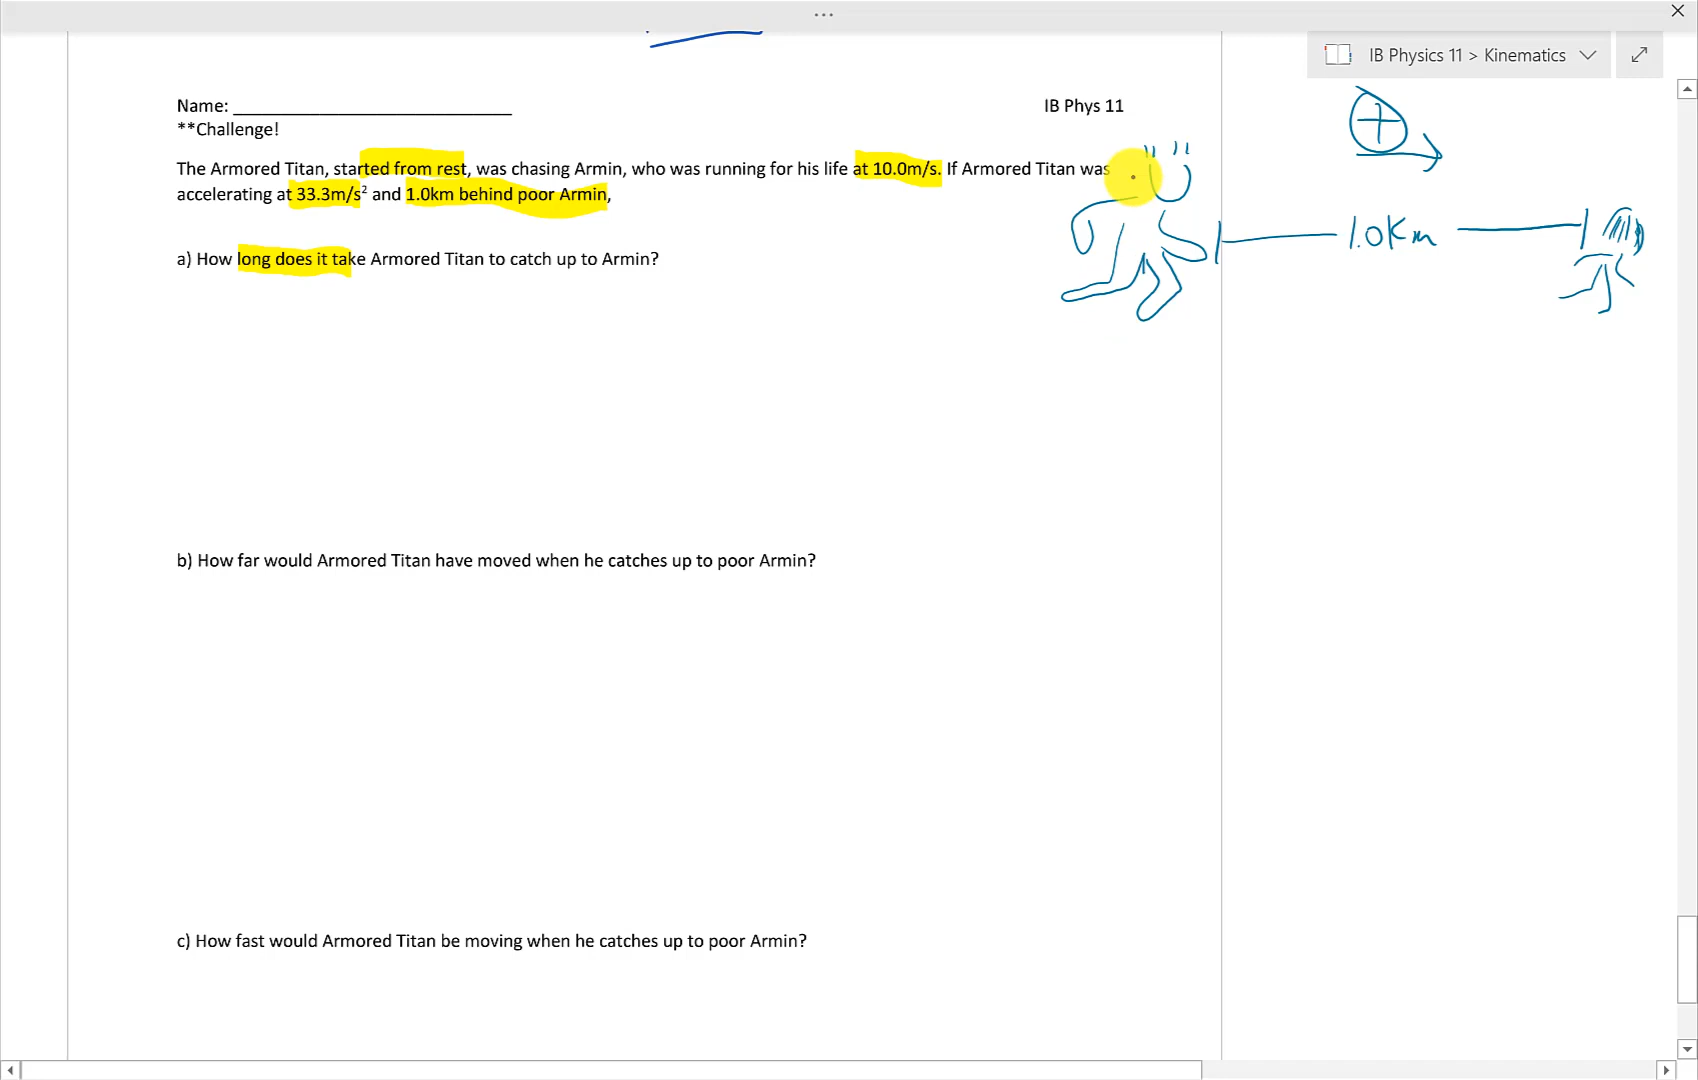 IB Physics 11 > Kinematics
Name: ____________________________ IB Phys 11
**Challenge!
+
The Armored Titan, started from rest, was chasing Armin, who was running for his life at 10.0m/s. If Armored Titan was
accelerating at 33.3m/s² and 1.0km behind poor Armin,
1.0km
a) How long does it take Armored Titan to catch up to Armin?
b) How far would Armored Titan have moved when he catches up to poor Armin?
c) How fast would Armored Titan be moving when he catches up to poor Armin?